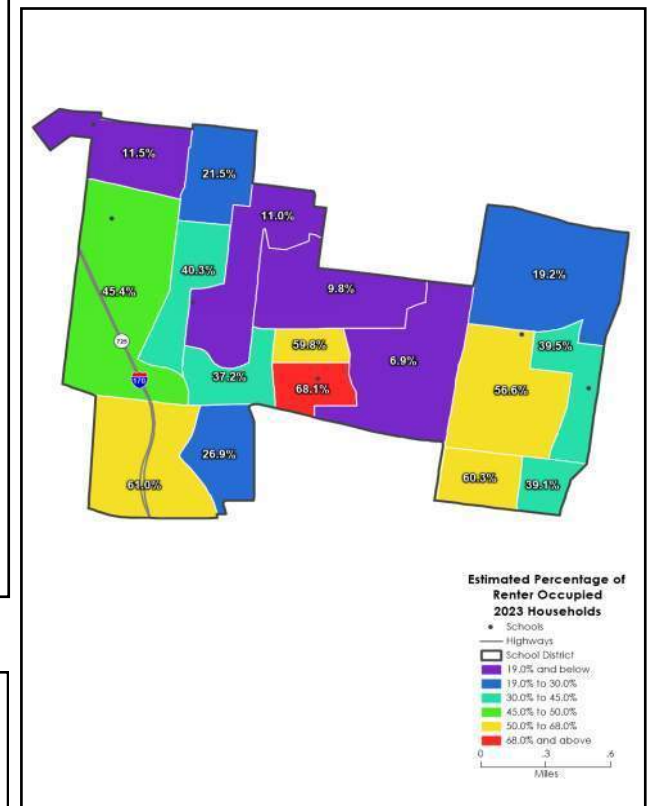 11.5%
21.5%
11.0%
40.3%
45.4%
9.8%
19.2%
725
170
37.2%
59.8%
68.1%
6.9%
39.5%
56.6%
26.9%
61.0%
60.3%
39.1%
Estimated Percentage of
Renter Occupied
2023 Households
Schools
Highways
School District
19.0% and below
19.0% to 30.0%
30.0% to 45.0%
45.0% to 50.0%
50.0% to 68.0%
68.0% and above
0 .3 .6
Miles